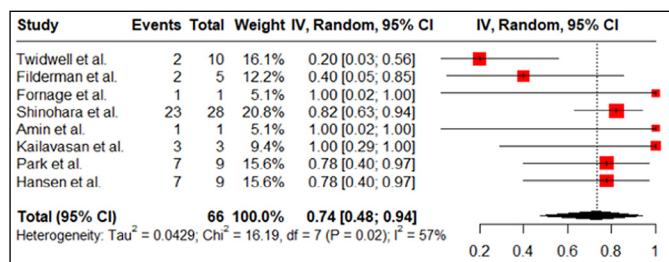 Study Events Total Weight IV, Random, 95% CI IV, Random, 95% CI
Twidwell et al. 2 10 16.1% 0.20 [0.03; 0.56]
Filderman et al. 2 5 12.2% 0.40 [0.05; 0.85]
Fornage et al. 1 1 5.1% 1.00 [0.02; 1.00]
Shinohara et al. 23 28 20.8% 0.82 [0.63; 0.94]
Amin et al. 1 1 5.1% 1.00 [0.02; 1.00]
Kailavasan et al. 3 3 9.4% 1.00 [0.29; 1.00]
Park et al. 7 9 15.6% 0.78 [0.40; 0.97]
Hansen et al. 7 9 15.6% 0.78 [0.40; 0.97]
Total (95% CI) 66 100.0% 0.74 [0.48; 0.94]
Heterogeneity: Tau² = 0.0429; Chi² = 16.19, df = 7 (P = 0.02); I² = 57%
0.2 0.4 0.6 0.8 1